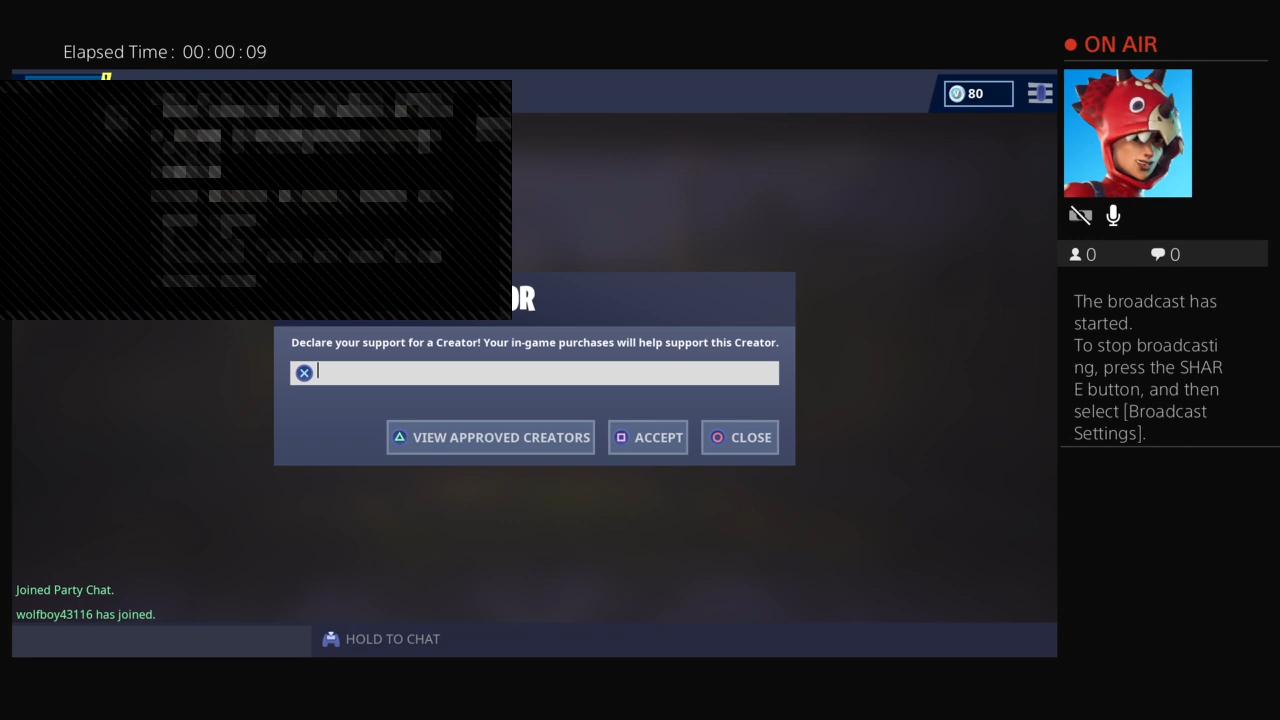 Elapsed Time: 00:00:09
ON AIR
80
0 0
The broadcast has
started.
To stop broadcasti
ng, press the SHAR
E button, and then
select [Broadcast
Settings].
OR
Declare your support for a Creator! Your in-game purchases will help support this Creator.
VIEW APPROVED CREATORS ACCEPT CLOSE
Joined Party Chat.
wolfboy43116 has joined.
HOLD TO CHAT